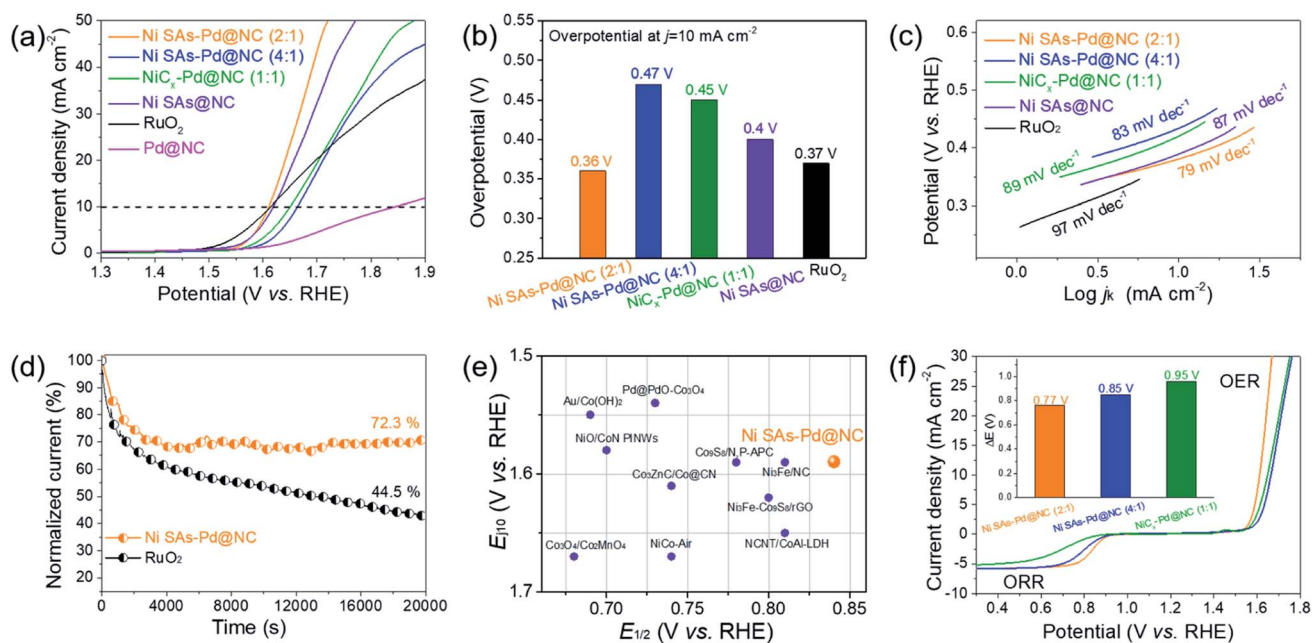 (a)
Ni SAs-Pd@NC (2:1)
Ni SAs-Pd@NC (4:1)
NiCₓ-Pd@NC (1:1)
Ni SAs@NC
RuO₂
Pd@NC
Current density (mA cm⁻²)
50
40
30
20
10
0
1.3 1.4 1.5 1.6 1.7 1.8 1.9
Potential (V vs. RHE)
(b)
Overpotential at j=10 mA cm⁻²
Overpotential (V)
0.60
0.55
0.50
0.45
0.40
0.35
0.30
0.25
0.36 V
0.47 V
0.45 V
0.4 V
0.37 V
Ni SAs-Pd@NC (2:1)
Ni SAs-Pd@NC (4:1)
NiCₓ-Pd@NC (1:1)
Ni SAs@NC
RuO₂
(c)
Ni SAs-Pd@NC (2:1)
Ni SAs-Pd@NC (4:1)
NiCₓ-Pd@NC (1:1)
Ni SAs@NC
RuO₂
Potential (V vs. RHE)
0.6
0.5
0.4
0.3
83 mV dec⁻¹
87 mV dec⁻¹
89 mV dec⁻¹
79 mV dec⁻¹
97 mV dec⁻¹
0.0 0.5 1.0 1.5
Log jk (mA cm⁻²)
(d)
Normalized current (%)
100
90
80
70
60
50
40
30
20
72.3 %
44.5 %
Ni SAs-Pd@NC
RuO₂
0 4000 8000 12000 16000 20000
Time (s)
(e)
Ej10 (V vs. RHE)
1.5
1.6
1.7
Pd@PdO-Co₃O₄
Au/Co(OH)₂
NiO/CoN PINWs
Ni SAs-Pd@NC
Co₉S₈/N,P-APC
Ni₃Fe/NC
Co₃ZnC/Co@CN
Ni₃Fe-Co₉S₈/rGO
Co₃O₄/Co₂MnO₄
NiCo-Air
NCNT/CoAl-LDH
0.70 0.75 0.80 0.85
E1/2 (V vs. RHE)
(f)
Current density (mA cm⁻²)
30
25
20
15
10
5
0
-5
-10
OER
ΔE (V)
1.0
0.8
0.6
0.4
0.2
0.0
0.77 V
0.85 V
0.95 V
Ni SAs-Pd@NC (2:1)
Ni SAs-Pd@NC (4:1)
NiCₓ-Pd@NC (1:1)
ORR
0.4 0.6 0.8 1.0 1.2 1.4 1.6 1.8
Potential (V vs. RHE)